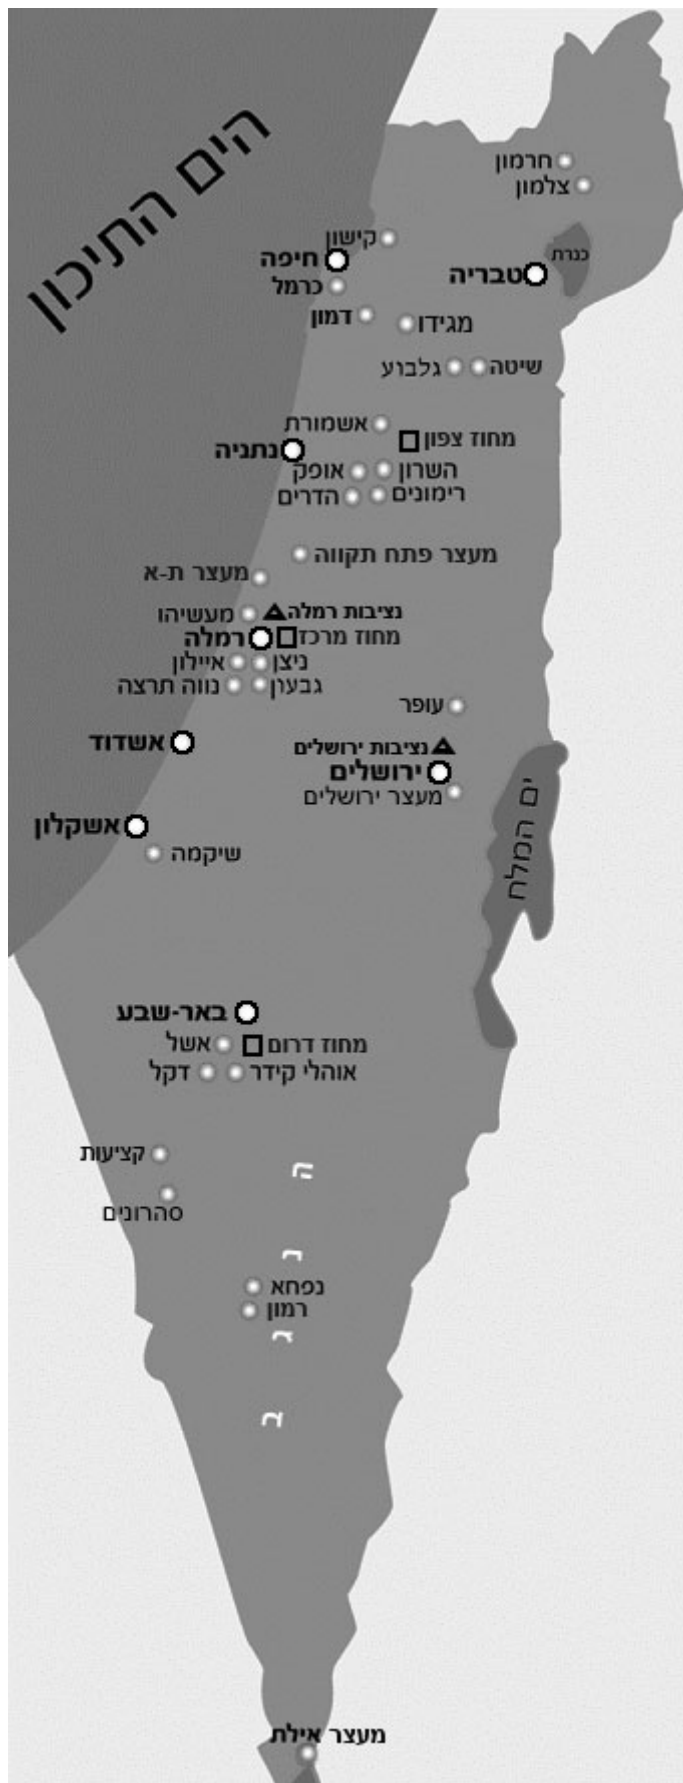 הים התיכון
חרמון
צלמון
קישון
כנרת
חיפה
טבריה
כרמל
דמון
מגידו
גלבוע
שיטה
אשמורת
מחוז צפון
נתניה
אופק
השרון
הדרים
רימונים
מעצר פתח תקווה
מעצר ת-א
נציבות רמלה
מעשיהו
רמלה
מחוז מרכז
איילון
ניצן
נווה תרצה
גבעון
עופר
אשדוד
נציבות ירושלים
ירושלים
מעצר ירושלים
ים המלח
אשקלון
שיקמה
באר-שבע
אשל
מחוז דרום
דקל
אוהלי קידר
קציעות
סהרונים
נפחא
רמון
הנגב
מעצר אילת